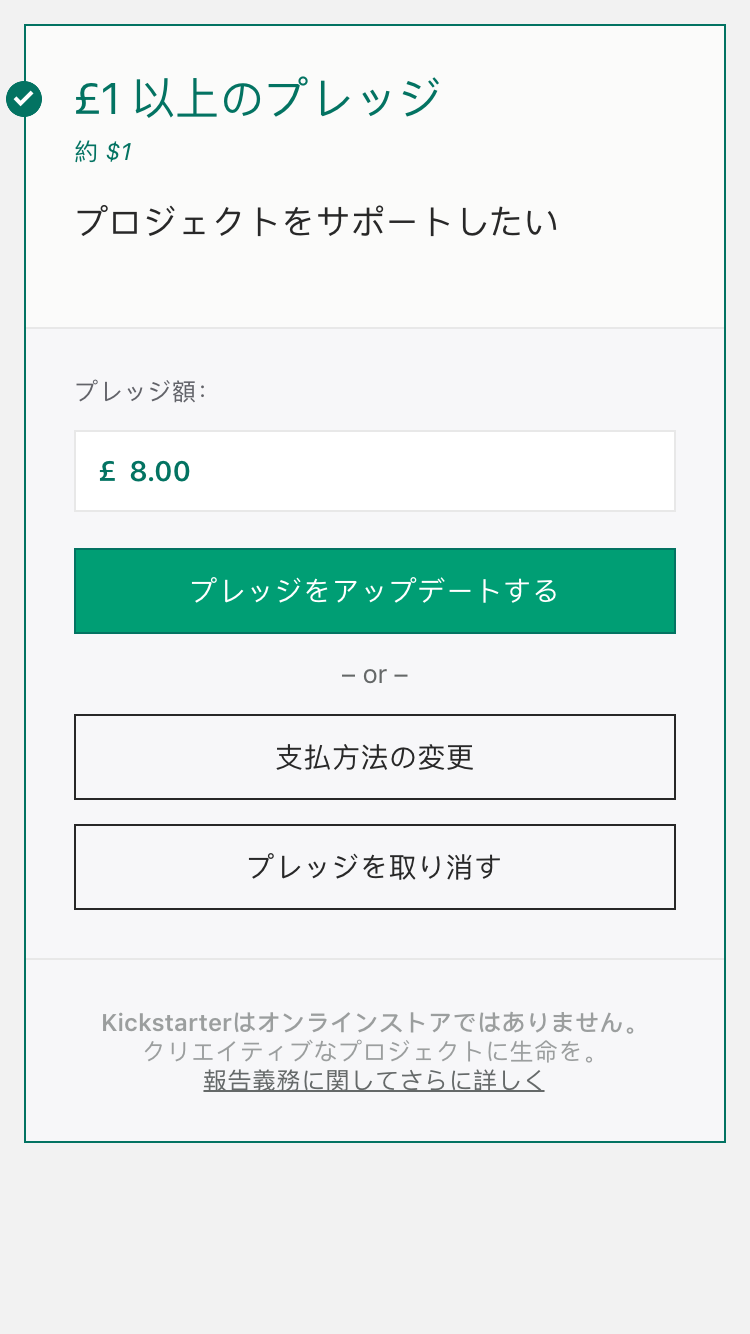 £1 以上のプレッジ
約 $1
プロジェクトをサポートしたい
プレッジ額:
£ 8.00
プレッジをアップデートする
– or –
支払方法の変更
プレッジを取り消す
Kickstarterはオンラインストアではありません。
クリエイティブなプロジェクトに生命を。
報告義務に関してさらに詳しく